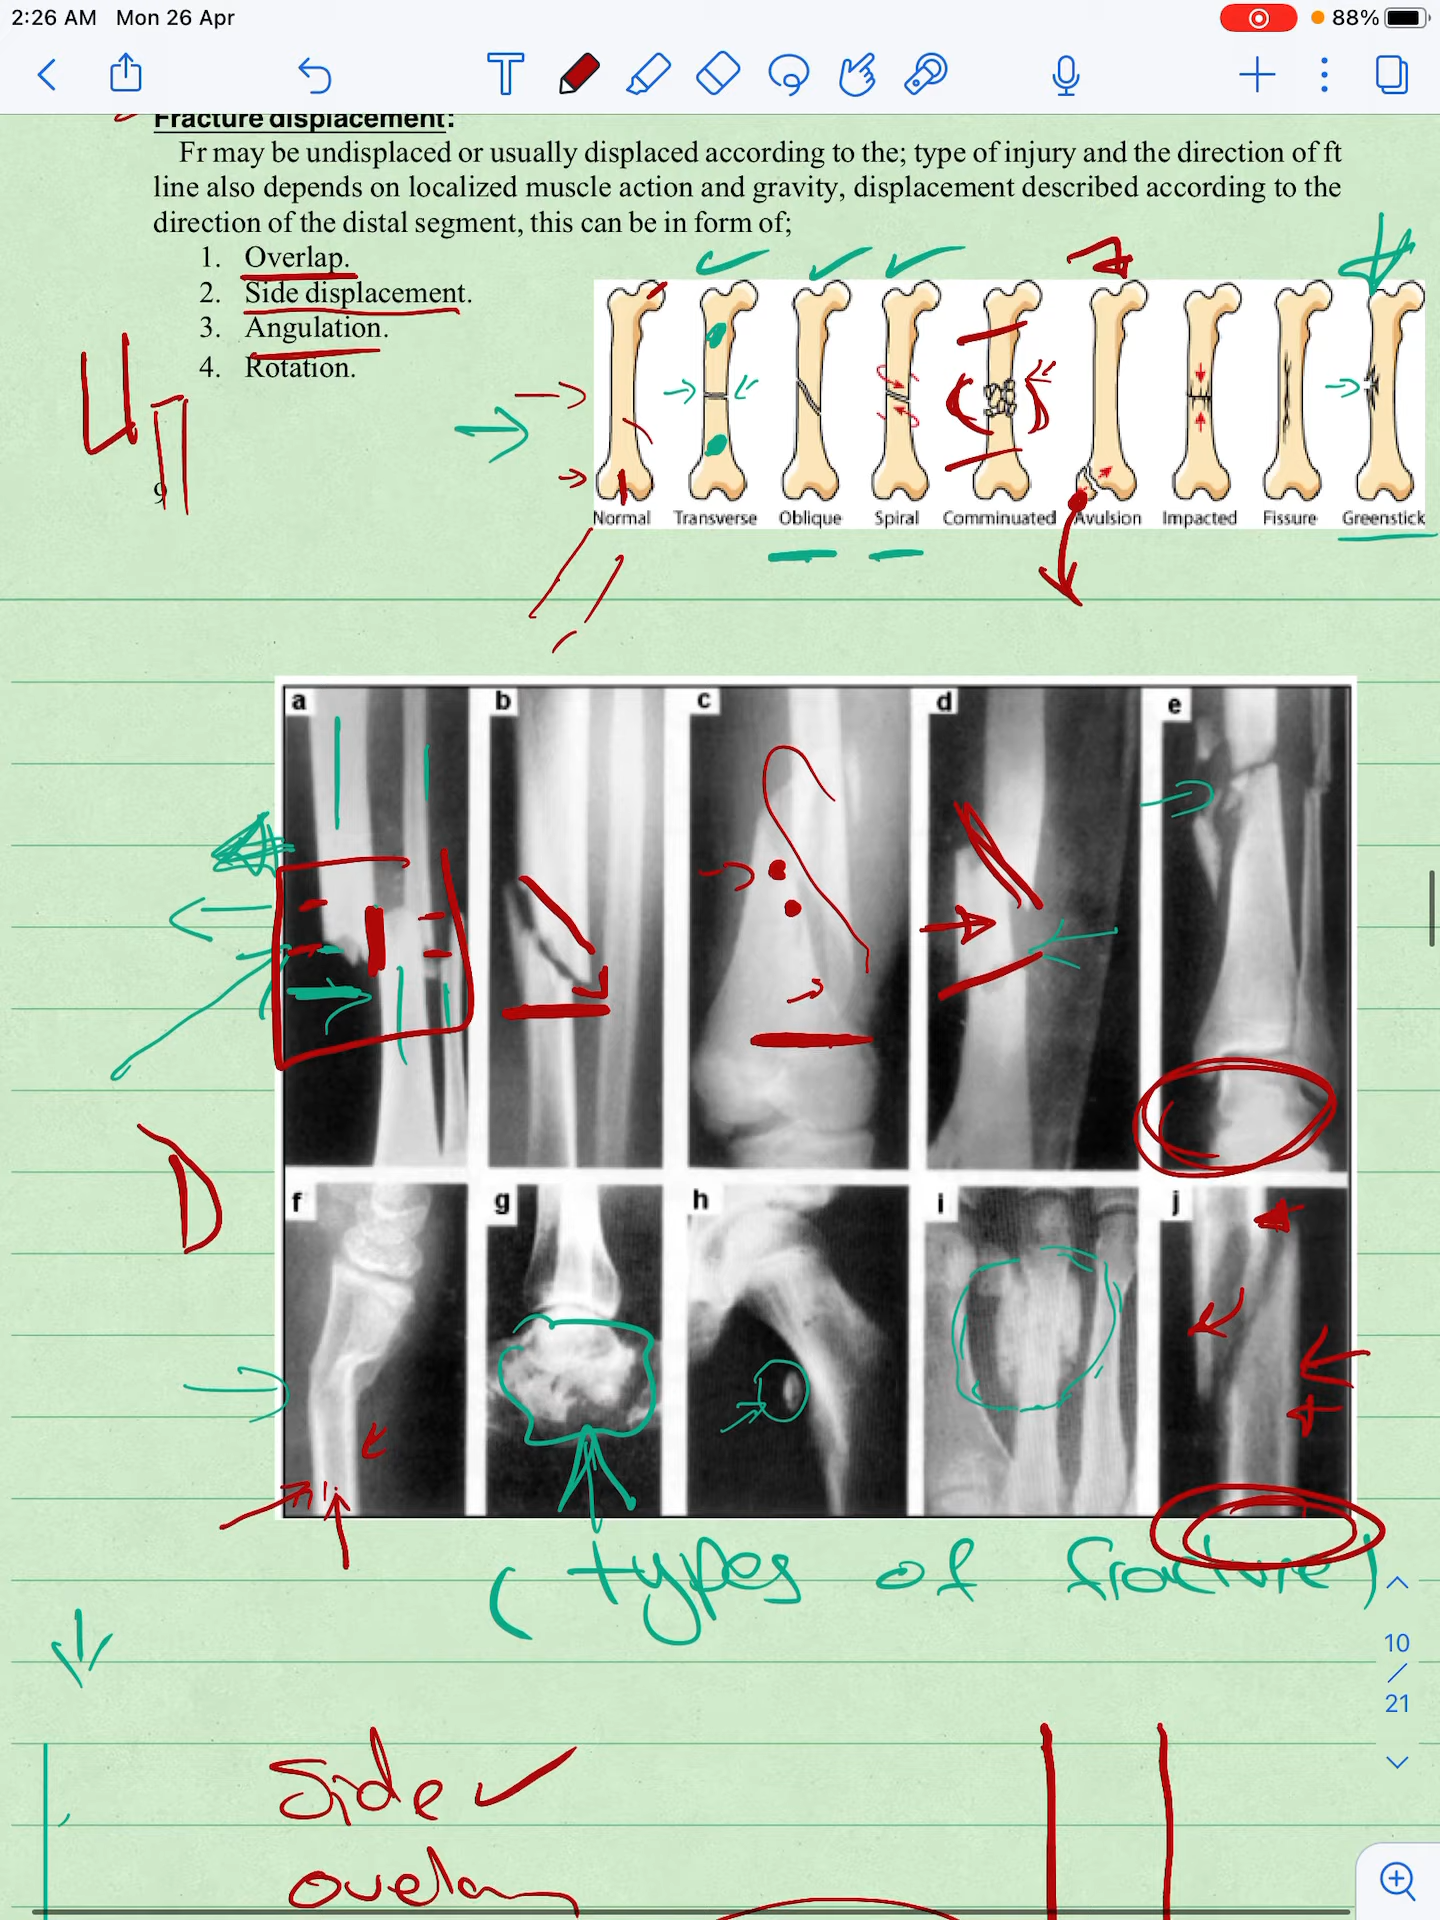 2:26 AM Mon 26 Apr 88%
Fracture displacement:
Fr may be undisplaced or usually displaced according to the; type of injury and the direction of ft
line also depends on localized muscle action and gravity, displacement described according to the
direction of the distal segment, this can be in form of;
1. Overlap.
2. Side displacement.
3. Angulation.
4. Rotation.
9
Normal Transverse Oblique Spiral Comminuated Avulsion Impacted Fissure Greenstick
a b c d e
D
f g h i j
(types of fracture)
10
/
21
Side